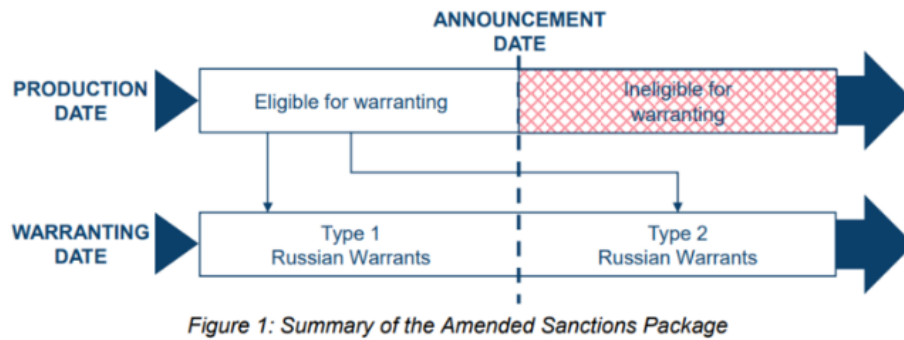 ANNOUNCEMENT
DATE
PRODUCTION
DATE
Eligible for warranting
Ineligible for
warranting
WARRANTING
DATE
Type 1
Russian Warrants
Type 2
Russian Warrants
Figure 1: Summary of the Amended Sanctions Package